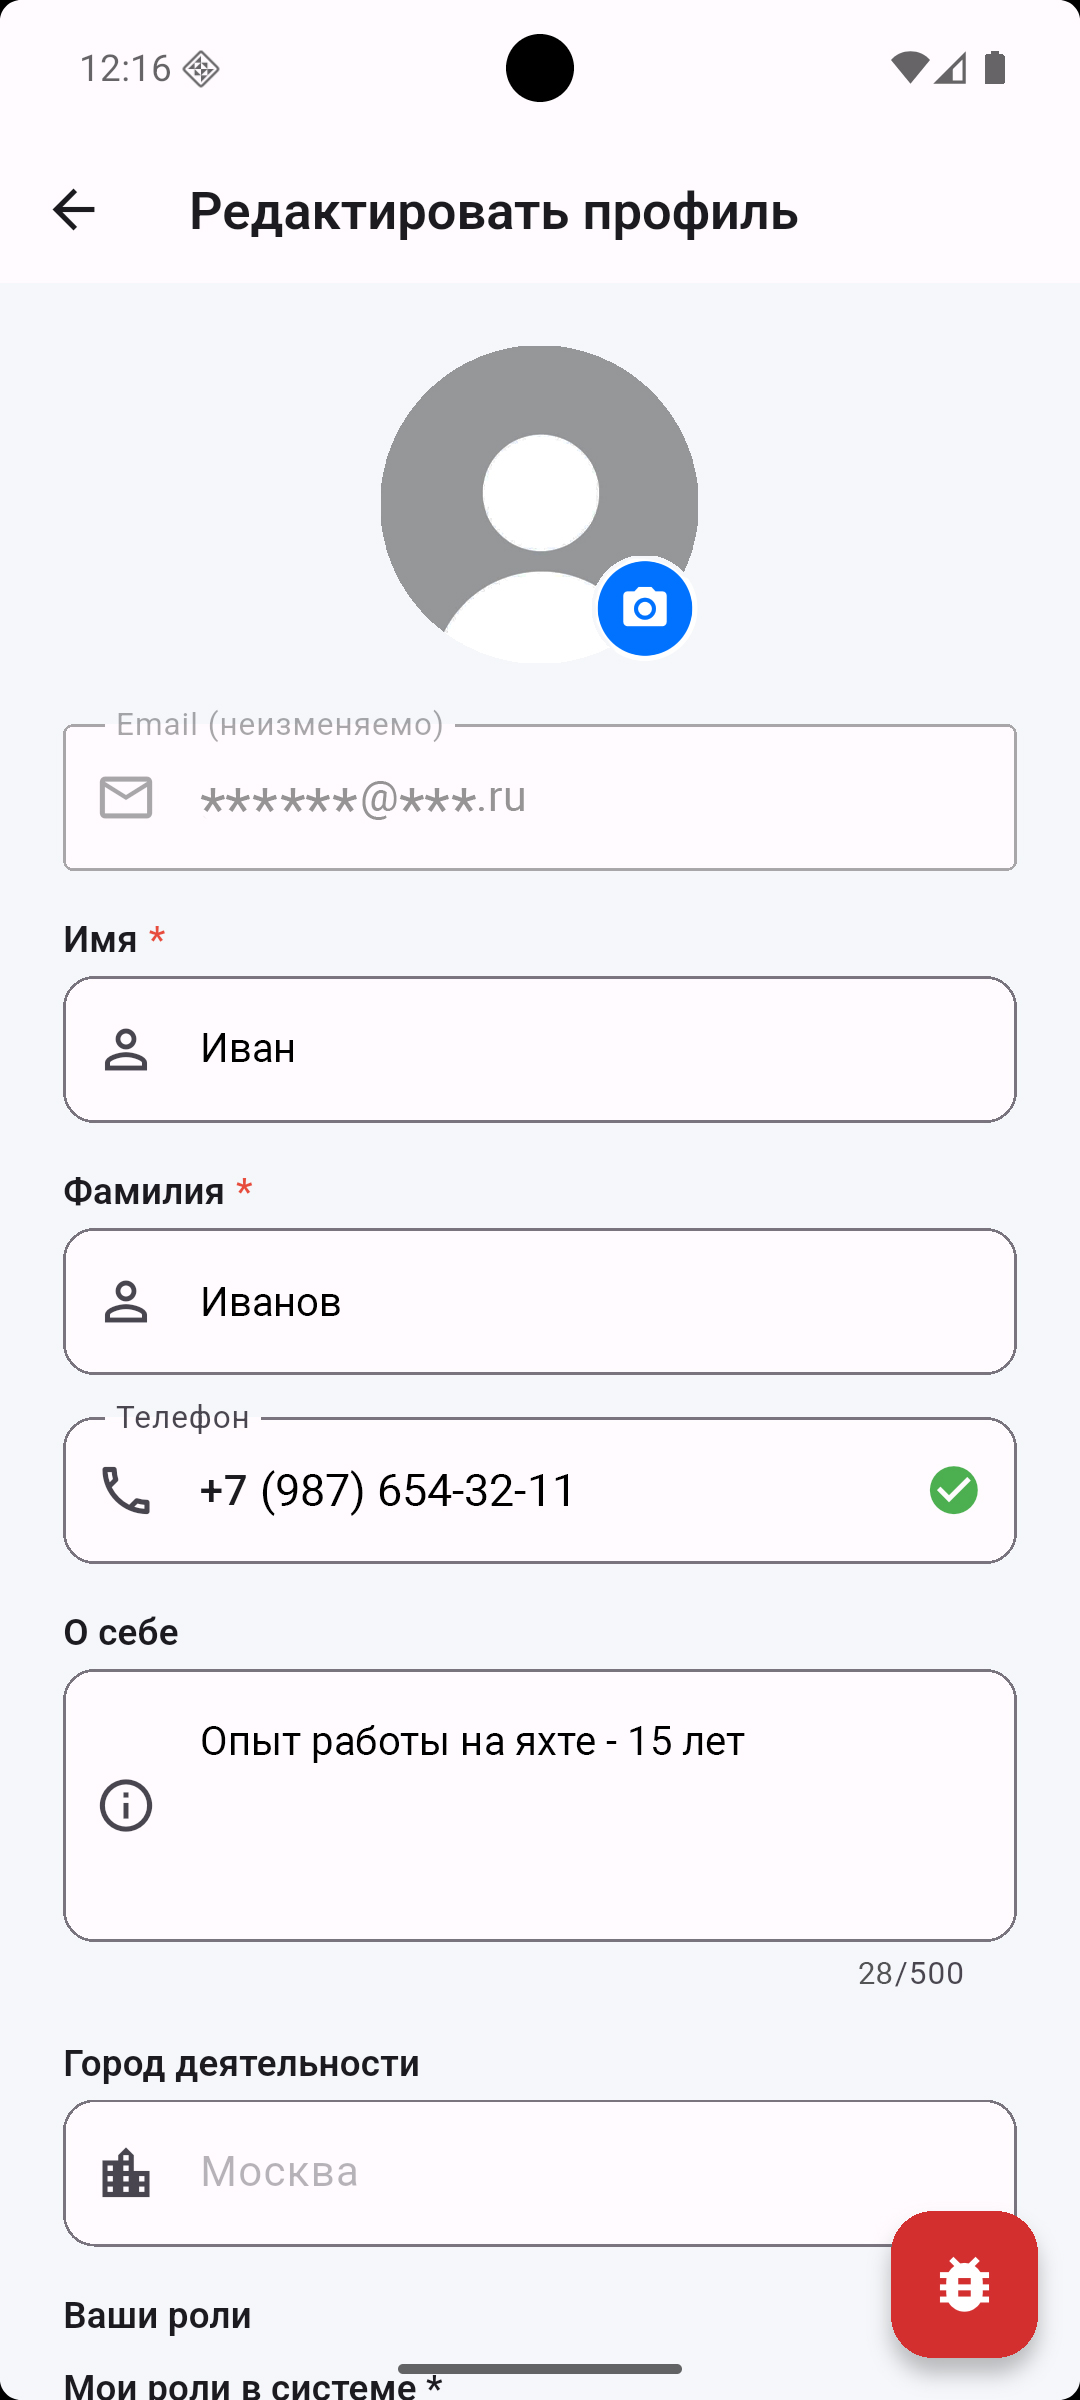 12:16
Редактировать профиль
Email (неизменяемо)
******@***.ru
Имя *
Иван
Фамилия *
Иванов
Телефон
+7 (987) 654-32-11
О себе
Опыт работы на яхте - 15 лет
28/500
Город деятельности
Москва
Ваши роли
Мои роли в системе *